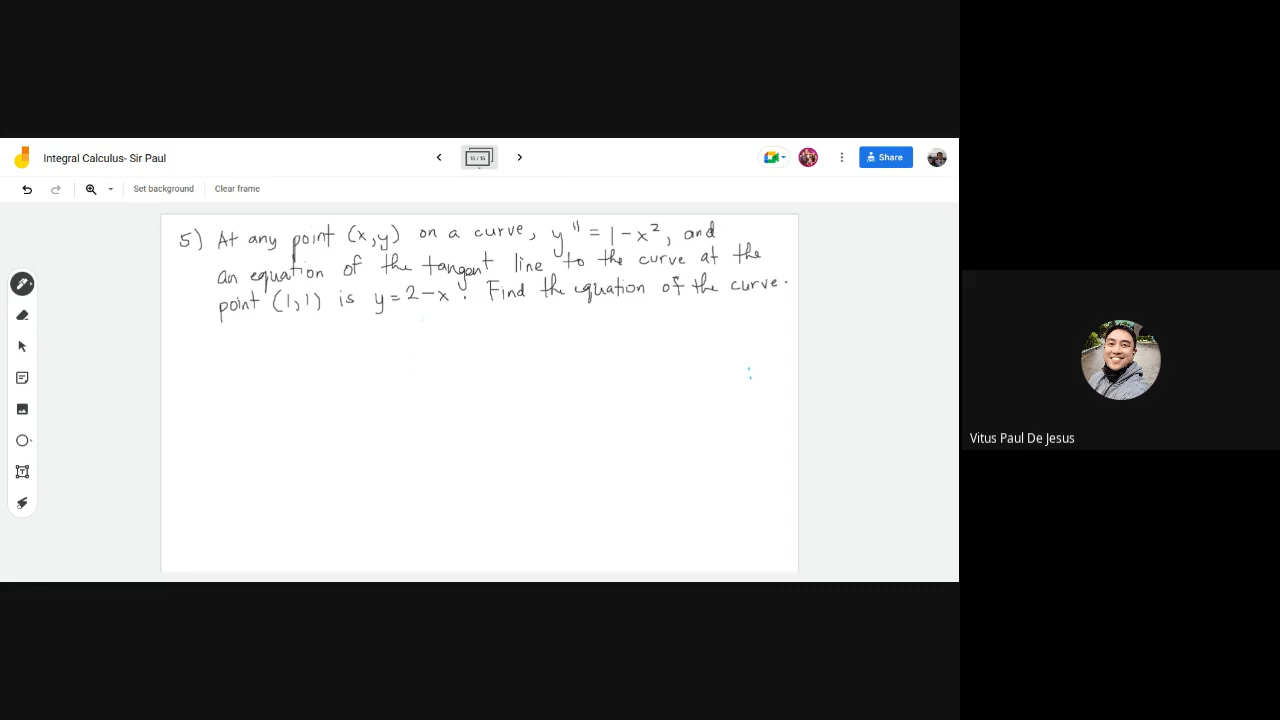 Integral Calculus- Sir Paul
15 / 15
Share
Set background
Clear frame
5) At any point (x,y) on a curve, y" = 1-x², and
an equation of the tangent line to the curve at the
point (1,1) is y=2-x. Find the equation of the curve.
Vitus Paul De Jesus